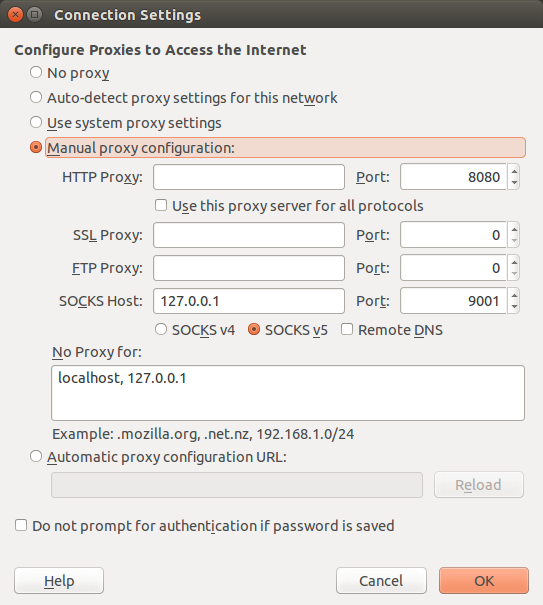 Connection Settings
Configure Proxies to Access the Internet
No proxy
Auto-detect proxy settings for this network
Use system proxy settings
Manual proxy configuration:
HTTP Proxy: Port: 8080
Use this proxy server for all protocols
SSL Proxy: Port: 0
FTP Proxy: Port: 0
SOCKS Host: 127.0.0.1 Port: 9001
SOCKS v4 SOCKS v5 Remote DNS
No Proxy for:
localhost, 127.0.0.1
Example: .mozilla.org, .net.nz, 192.168.1.0/24
Automatic proxy configuration URL:
Reload
Do not prompt for authentication if password is saved
Help Cancel OK